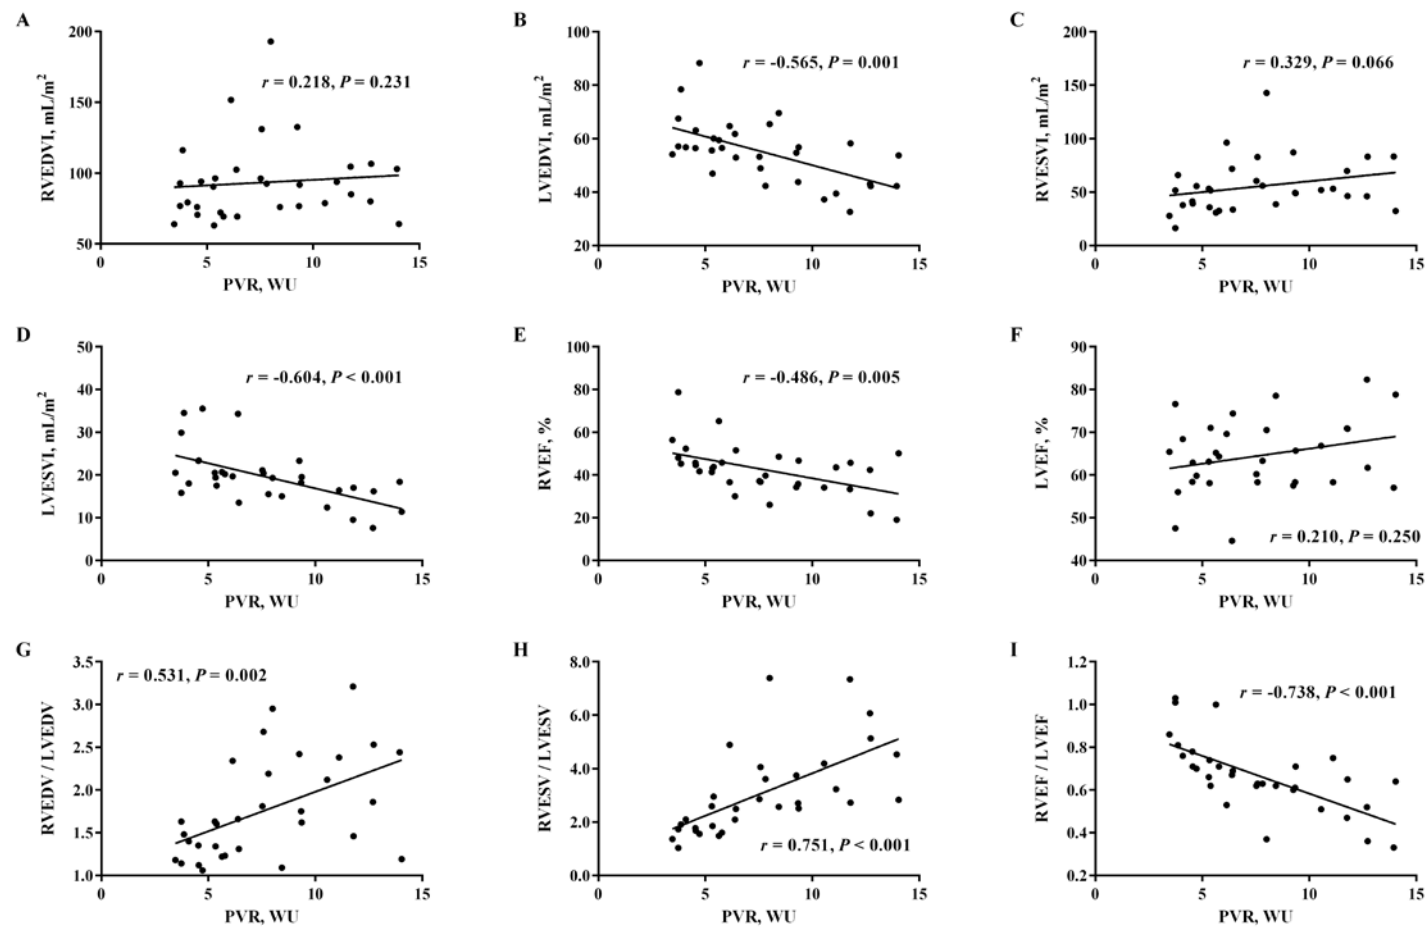 A
RVEDVI, mL/m²
200
150
100
50
r = 0.218, P = 0.231
0 5 10 15
PVR, WU
B
LVEDVI, mL/m²
100
80
60
40
20
r = -0.565, P = 0.001
0 5 10 15
PVR, WU
C
RVESVI, mL/m²
200
150
100
50
0
r = 0.329, P = 0.066
0 5 10 15
PVR, WU
D
LVESVI, mL/m²
50
40
30
20
10
0
r = -0.604, P < 0.001
0 5 10 15
PVR, WU
E
RVEF, %
100
80
60
40
20
0
r = -0.486, P = 0.005
0 5 10 15
PVR, WU
F
LVEF, %
90
80
70
60
50
40
r = 0.210, P = 0.250
0 5 10 15
PVR, WU
G
RVEDV / LVEDV
3.5
3.0
2.5
2.0
1.5
1.0
r = 0.531, P = 0.002
0 5 10 15
PVR, WU
H
RVESV / LVESV
8.0
6.0
4.0
2.0
0.0
r = 0.751, P < 0.001
0 5 10 15
PVR, WU
I
RVEF / LVEF
1.2
1.0
0.8
0.6
0.4
0.2
r = -0.738, P < 0.001
0 5 10 15
PVR, WU